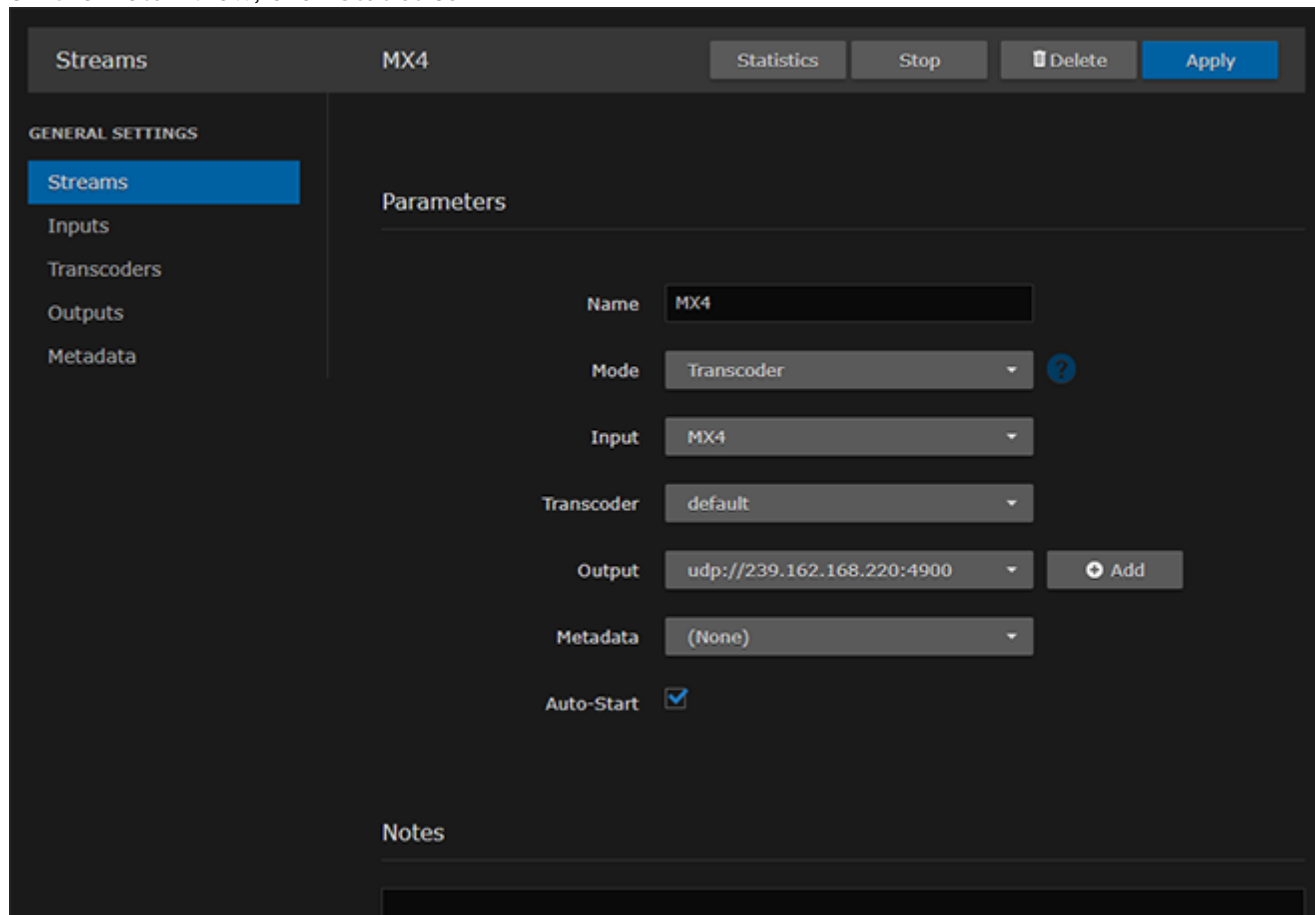 Streams
MX4
Statistics
Stop
Delete
Apply
GENERAL SETTINGS
Streams
Inputs
Transcoders
Outputs
Metadata
Parameters
Name MX4
Mode Transcoder ?
Input MX4
Transcoder default
Output udp://239.162.168.220:4900 Add
Metadata (None)
Auto-Start
Notes